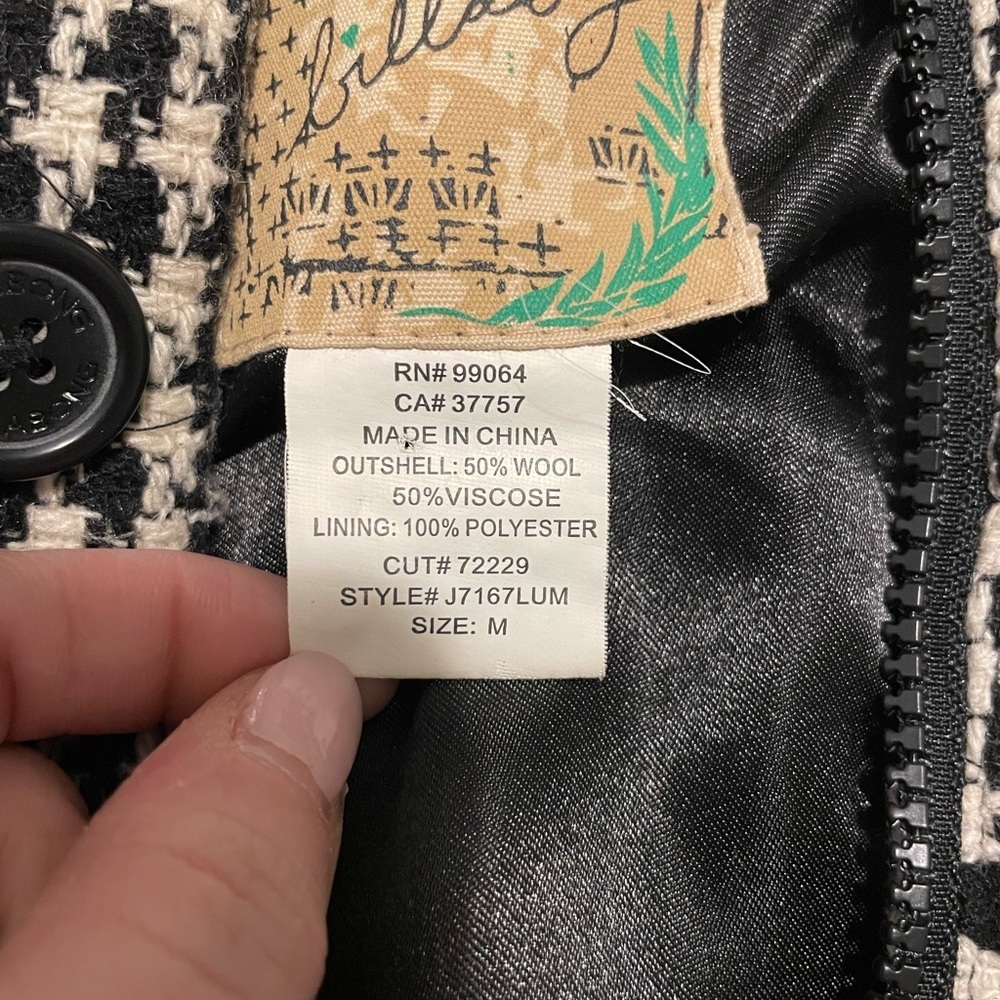 billabong
RN# 99064
CA# 37757
MADE IN CHINA
OUTSHELL: 50% WOOL
50%VISCOSE
LINING: 100% POLYESTER
CUT# 72229
STYLE# J7167LUM
SIZE: M